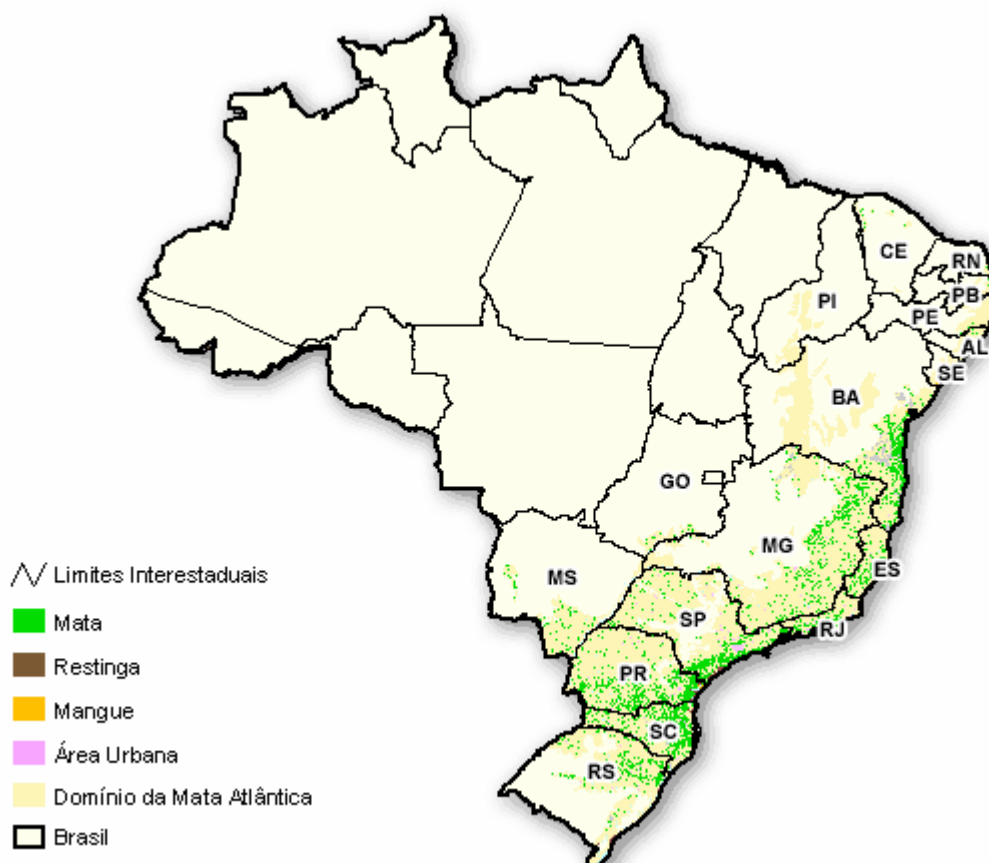 CE
RN
PI
PB
PE
AL
SE
BA
GO
MG
MS
ES
SP
RJ
PR
SC
RS
Limites Interestaduais
Mata
Restinga
Mangue
Área Urbana
Domínio da Mata Atlântica
Brasil